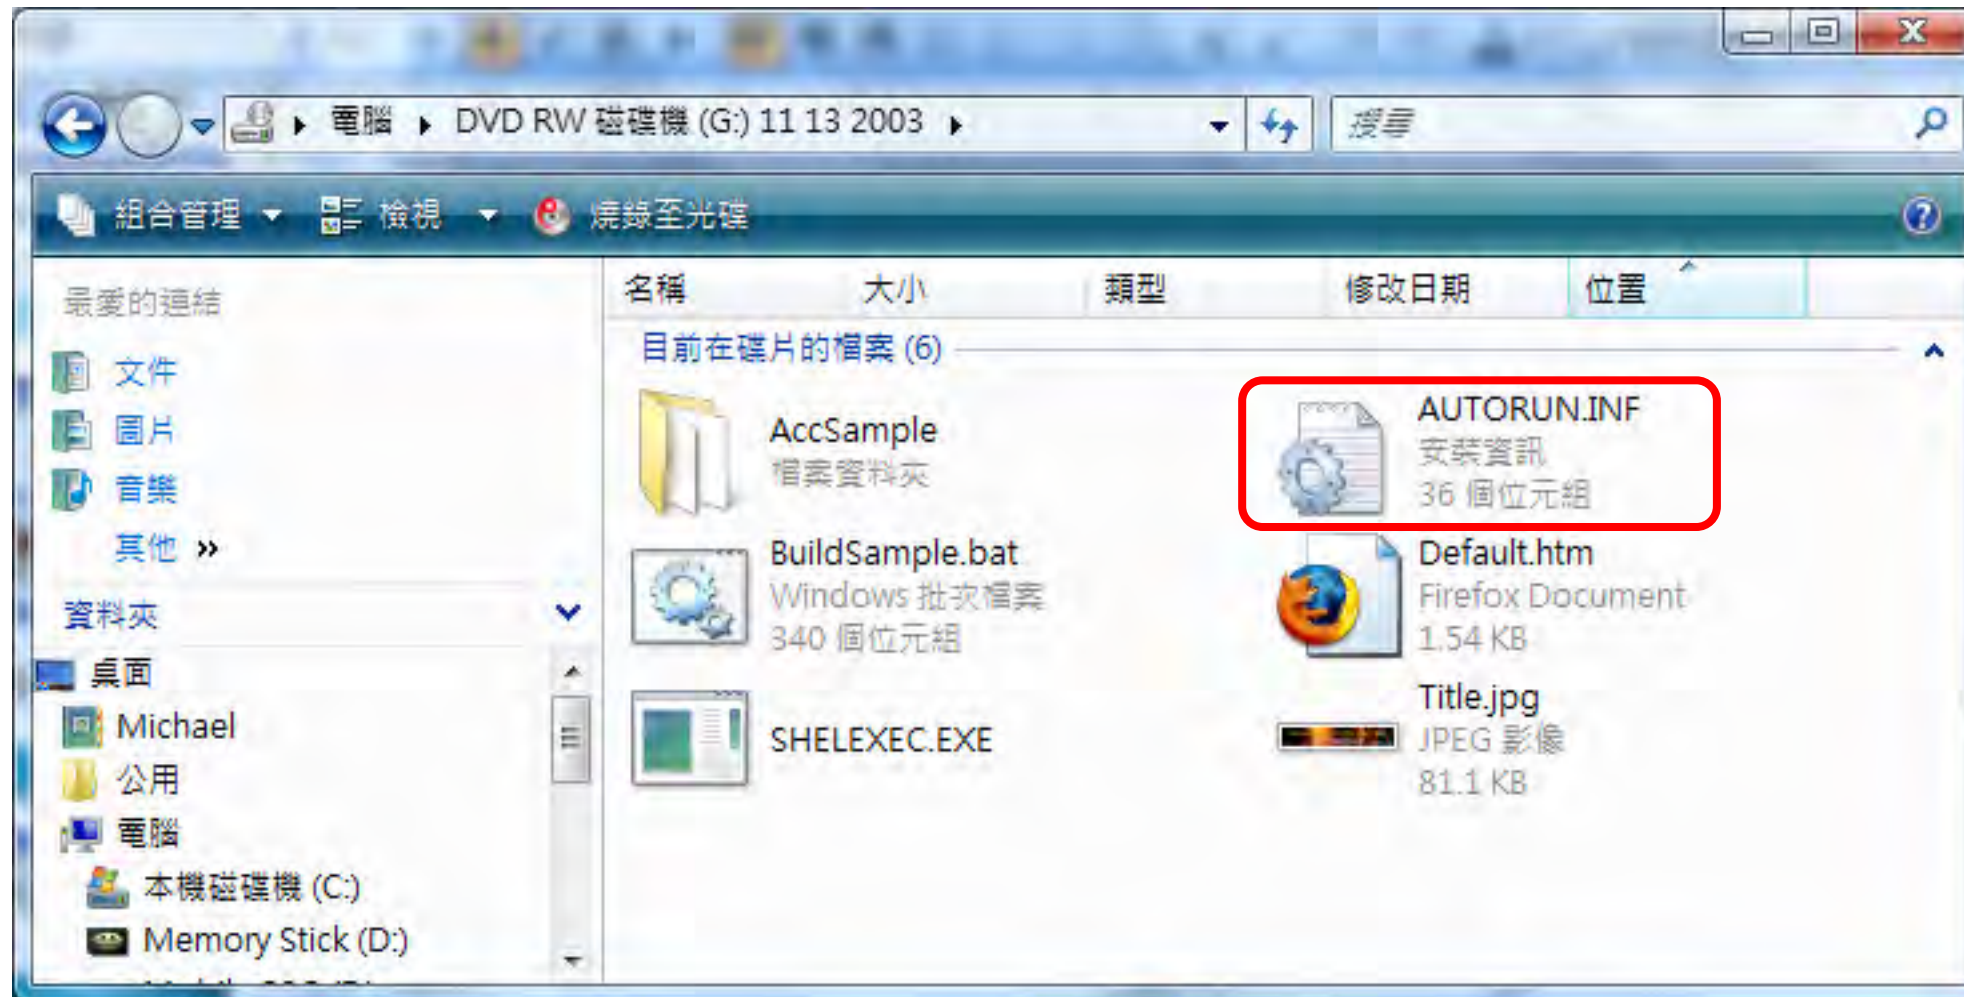 電腦 DVD RW 磁碟機 (G:) 11 13 2003
搜尋
組合管理 檢視 燒錄至光碟
最愛的連結
文件
圖片
音樂
其他 »
資料夾
桌面
Michael
公用
電腦
本機磁碟機 (C:)
Memory Stick (D:)
名稱 大小 類型 修改日期 位置
目前在碟片的檔案 (6)
AccSample
檔案資料夾
AUTORUN.INF
安裝資訊
36 個位元組
BuildSample.bat
Windows 批次檔案
340 個位元組
Default.htm
Firefox Document
1.54 KB
SHELEXEC.EXE
Title.jpg
JPEG 影像
81.1 KB